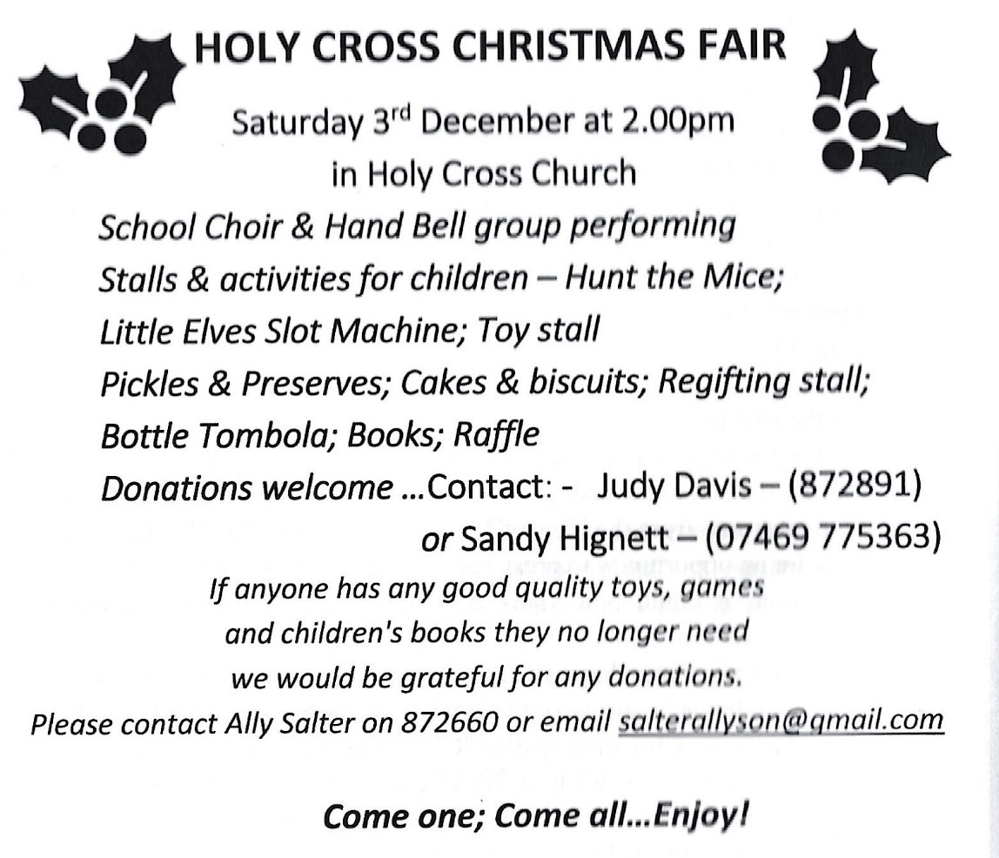 HOLY CROSS CHRISTMAS FAIR
Saturday 3rd December at 2.00pm
in Holy Cross Church
School Choir & Hand Bell group performing
Stalls & activities for children – Hunt the Mice;
Little Elves Slot Machine; Toy stall
Pickles & Preserves; Cakes & biscuits; Regifting stall;
Bottle Tombola; Books; Raffle
Donations welcome ...Contact: - Judy Davis – (872891)
or Sandy Hignett – (07469 775363)
If anyone has any good quality toys, games
and children's books they no longer need
we would be grateful for any donations.
Please contact Ally Salter on 872660 or email salterallyson@gmail.com
Come one; Come all...Enjoy!